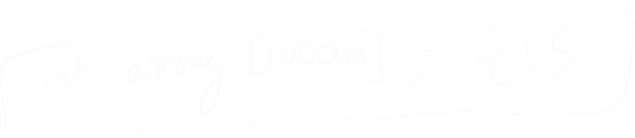 int array [100000] = {1};